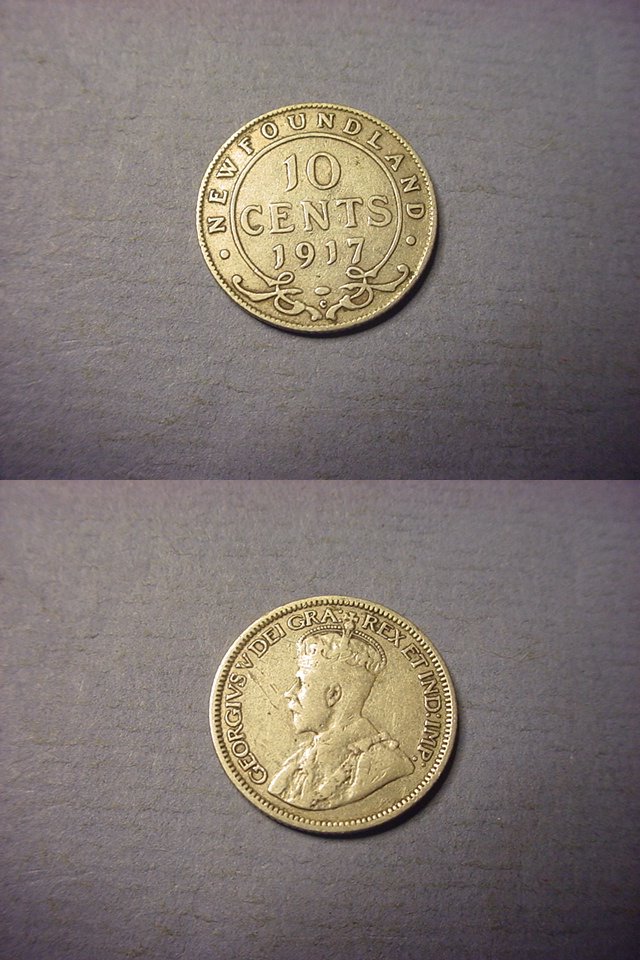 NEWFOUNDLAND
10
CENTS
1917
C
GEORGIVS V DEI GRA: REX ET IND: IMP: